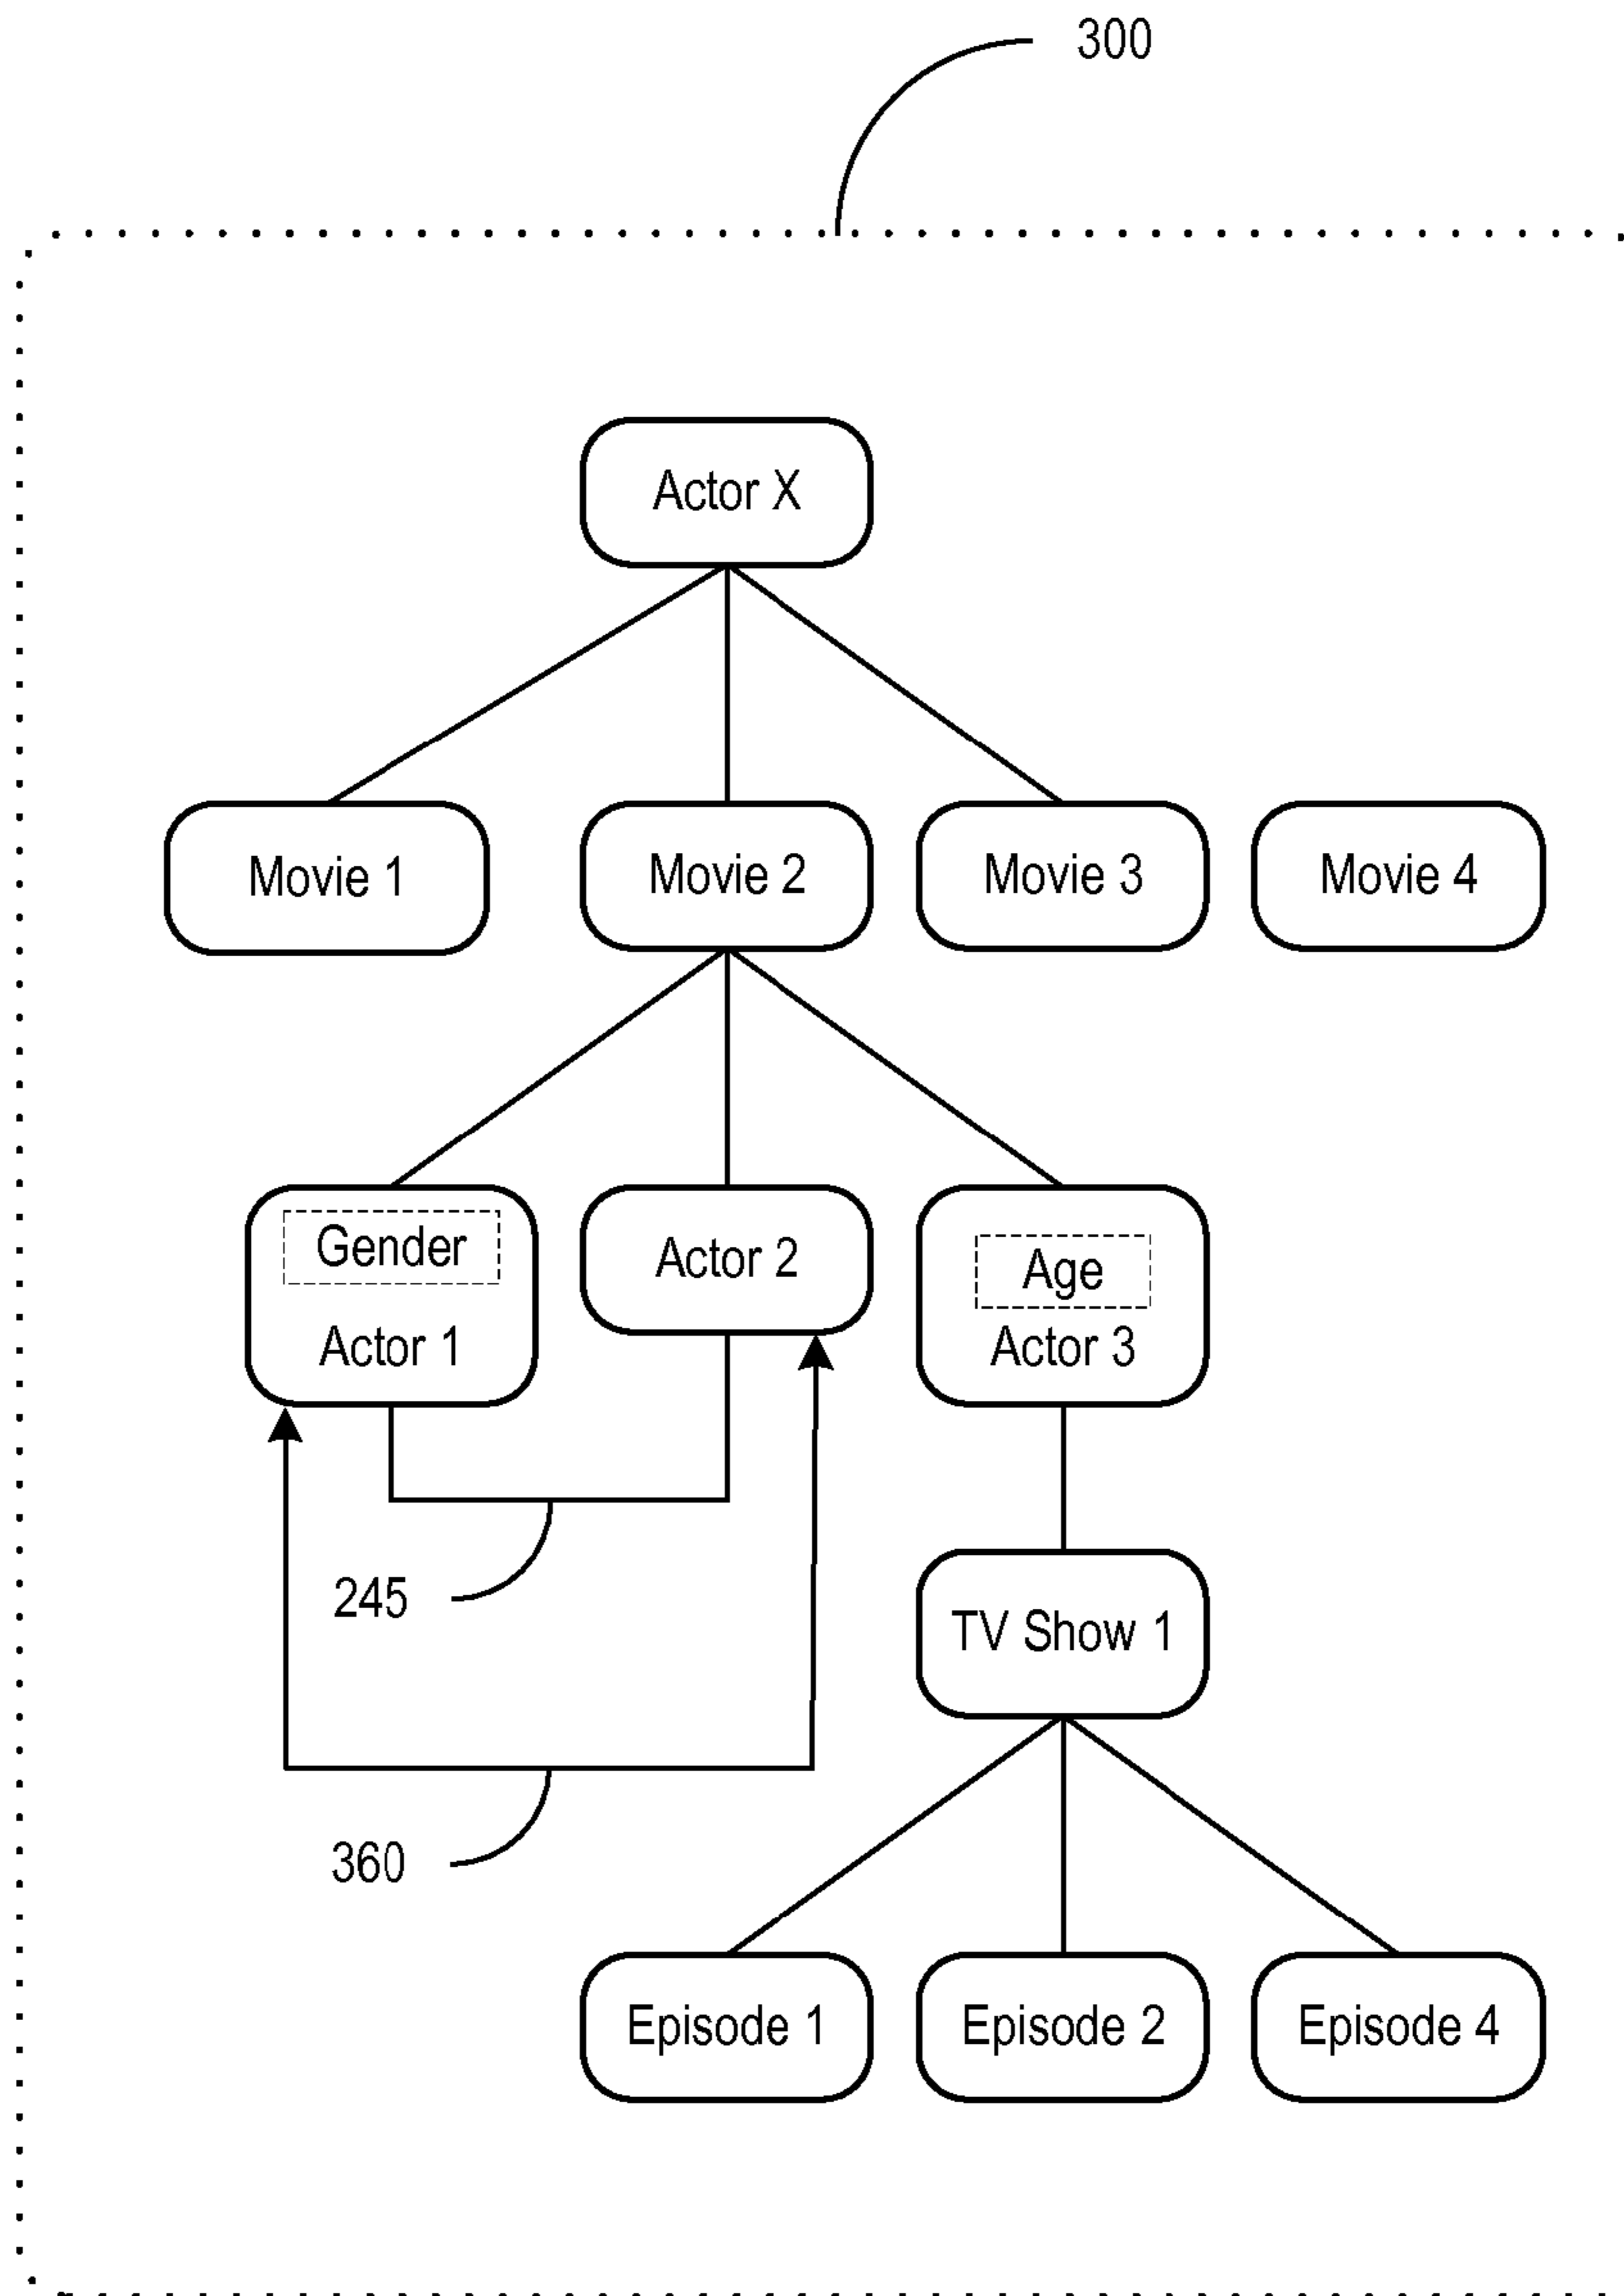 300
Actor X
Movie 1
Movie 2
Movie 3
Movie 4
Gender
Actor 1
Actor 2
Age
Actor 3
245
TV Show 1
360
Episode 1
Episode 2
Episode 4